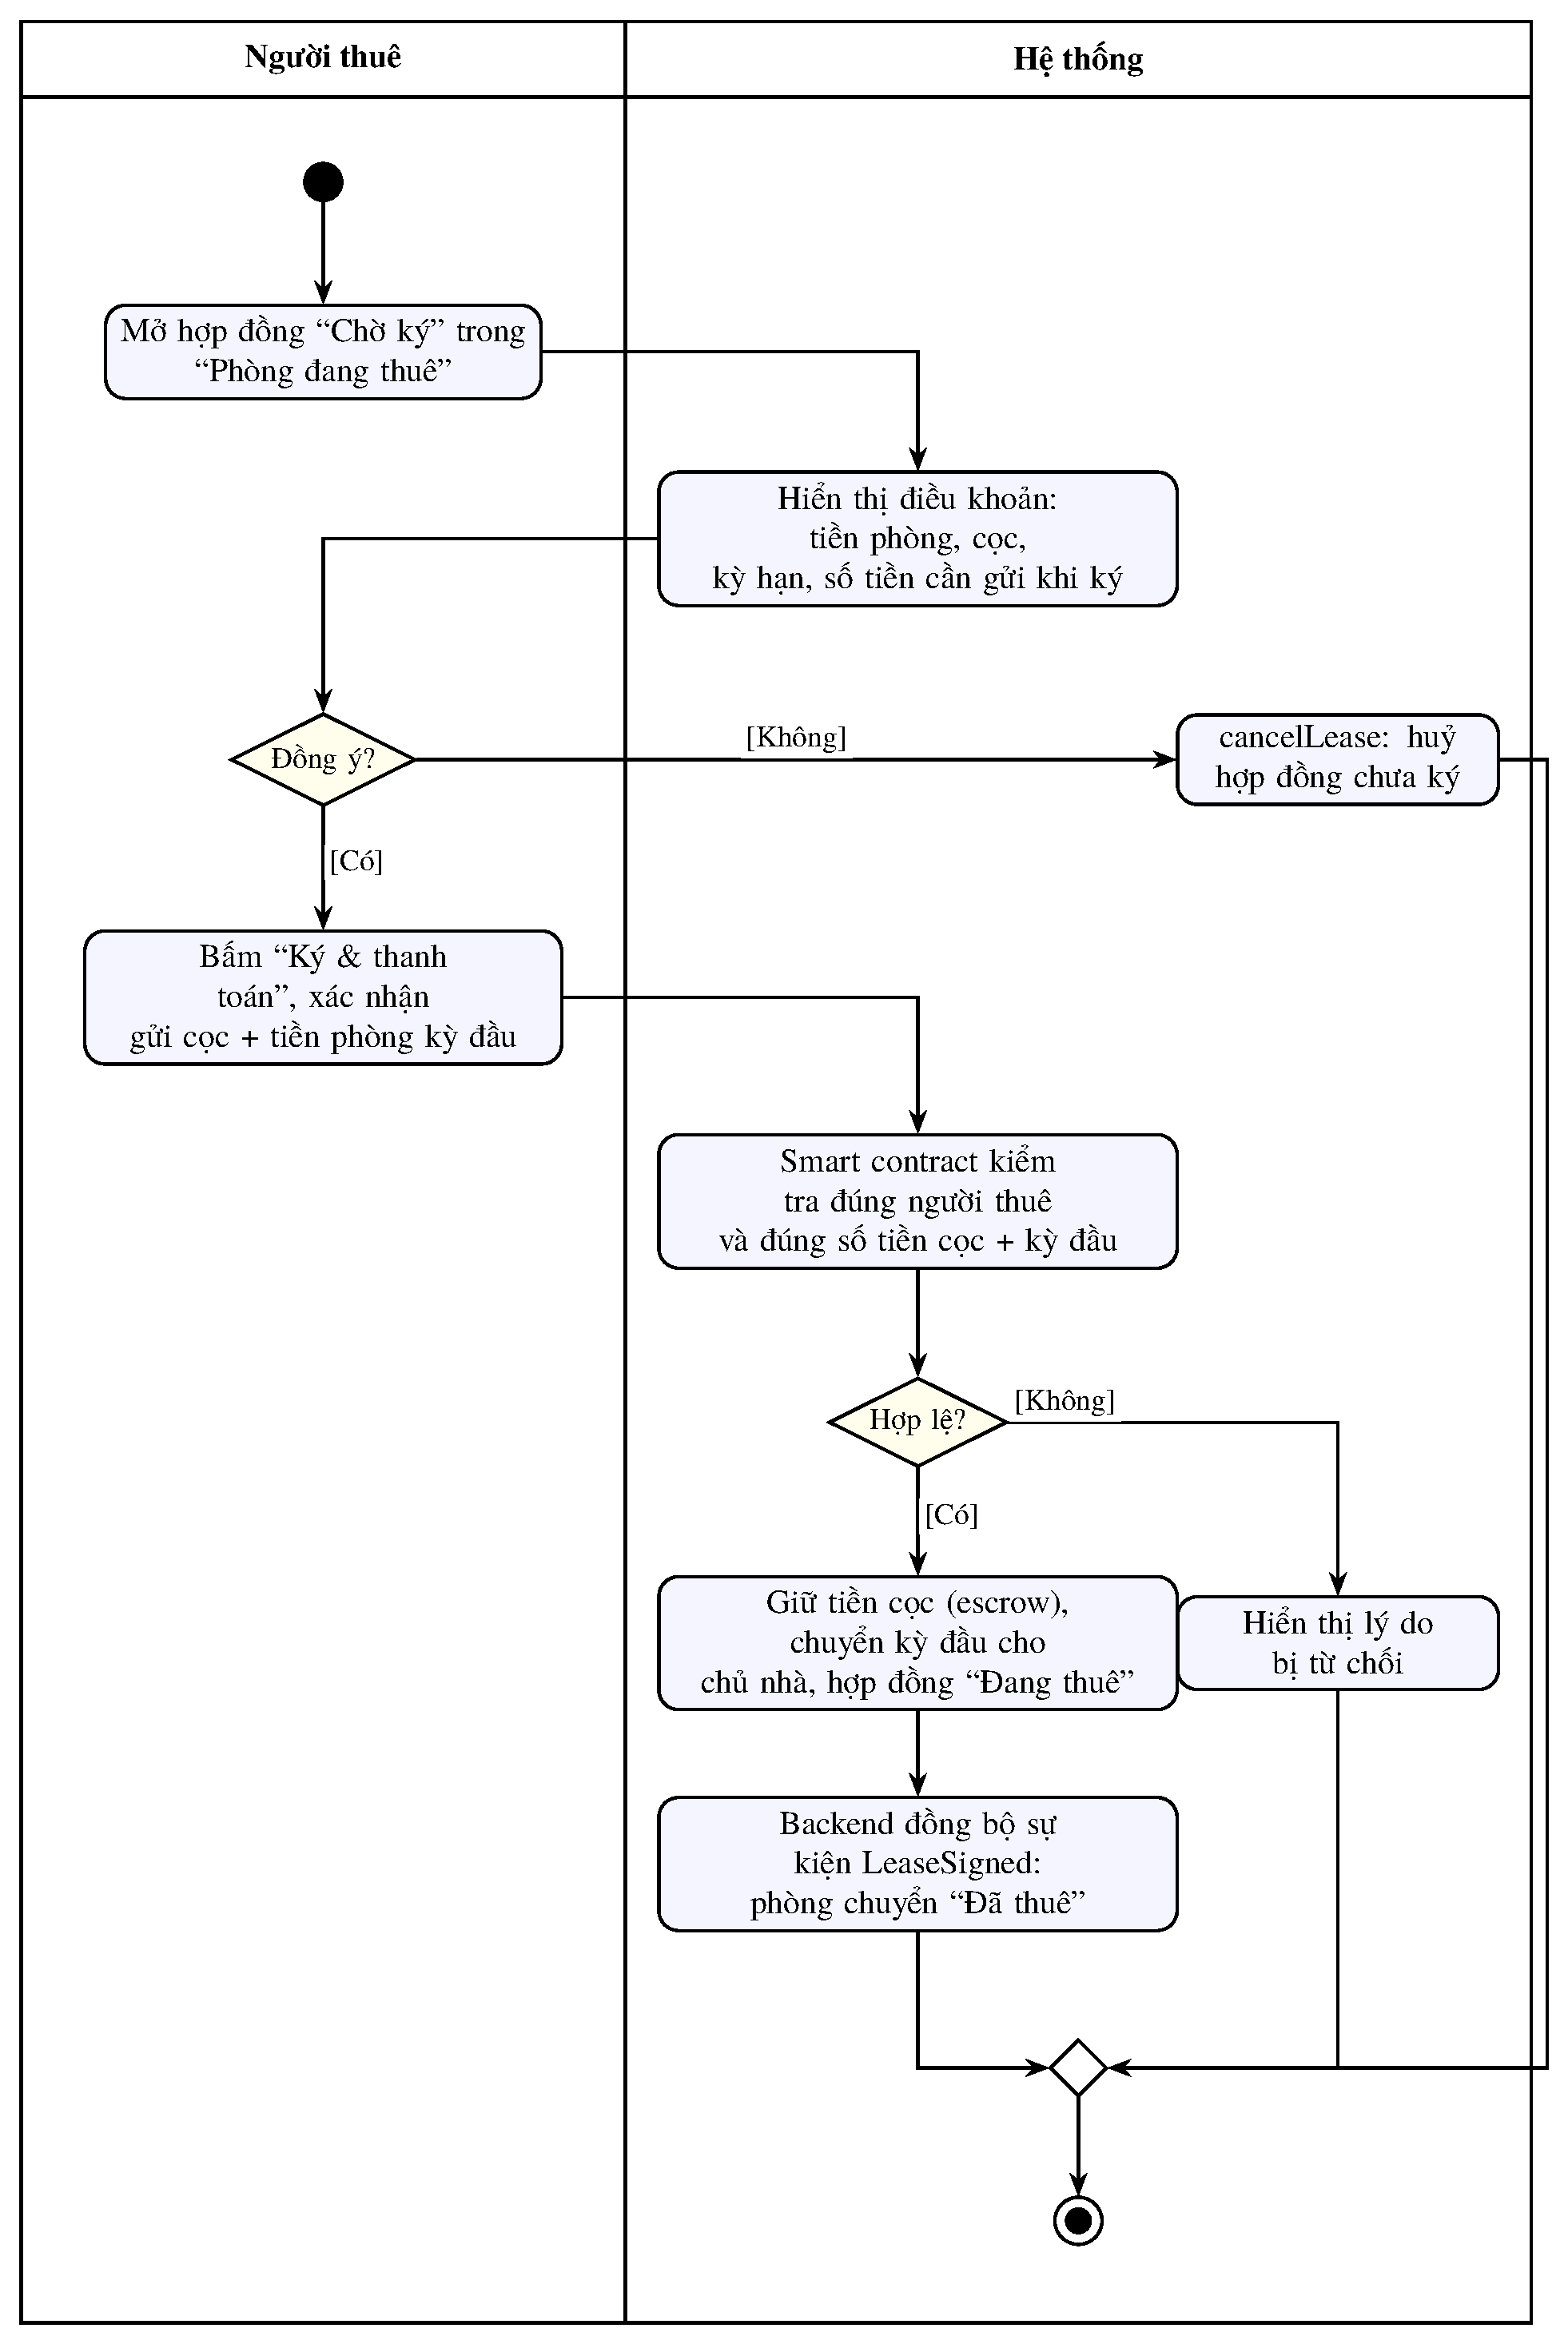 Người thuê
Hệ thống
Mở hợp đồng “Chờ ký” trong
“Phòng đang thuê”
Hiển thị điều khoản:
tiền phòng, cọc,
kỳ hạn, số tiền cần gửi khi ký
Đồng ý?
[Không]
cancelLease: huỷ
hợp đồng chưa ký
[Có]
Bấm “Ký & thanh
toán”, xác nhận
gửi cọc + tiền phòng kỳ đầu
Smart contract kiểm
tra đúng người thuê
và đúng số tiền cọc + kỳ đầu
Hợp lệ?
[Không]
[Có]
Giữ tiền cọc (escrow),
chuyển kỳ đầu cho
chủ nhà, hợp đồng “Đang thuê”
Hiển thị lý do
bị từ chối
Backend đồng bộ sự
kiện LeaseSigned:
phòng chuyển “Đã thuê”